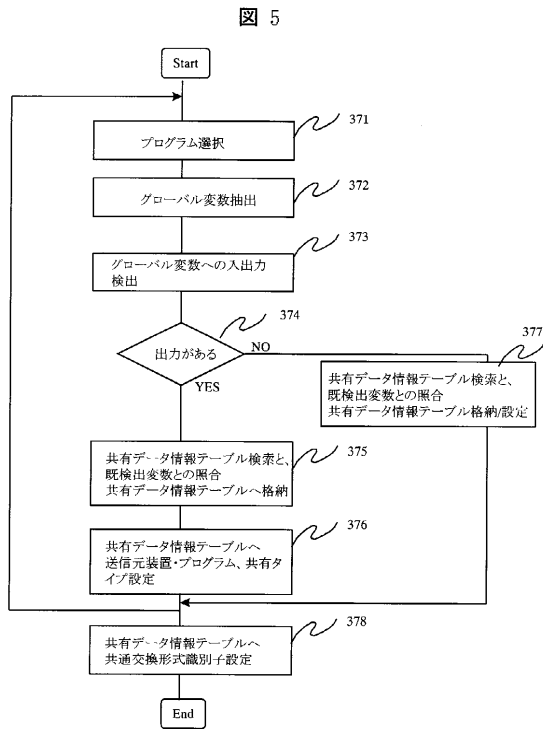 図 5
Start
371
プログラム選択
372
グローバル変数抽出
373
グローバル変数への入出力
検出
374
出力がある
NO
YES
377
共有データ情報テーブル検索と、
既検出変数との照合
共有データ情報テーブル格納/設定
375
共有データ情報テーブル検索と、
既検出変数との照合
共有データ情報テーブルへ格納
376
共有データ情報テーブルへ
送信元装置・プログラム、共有タ
イプ設定
378
共有データ情報テーブルへ
共通交換形式識別子設定
End